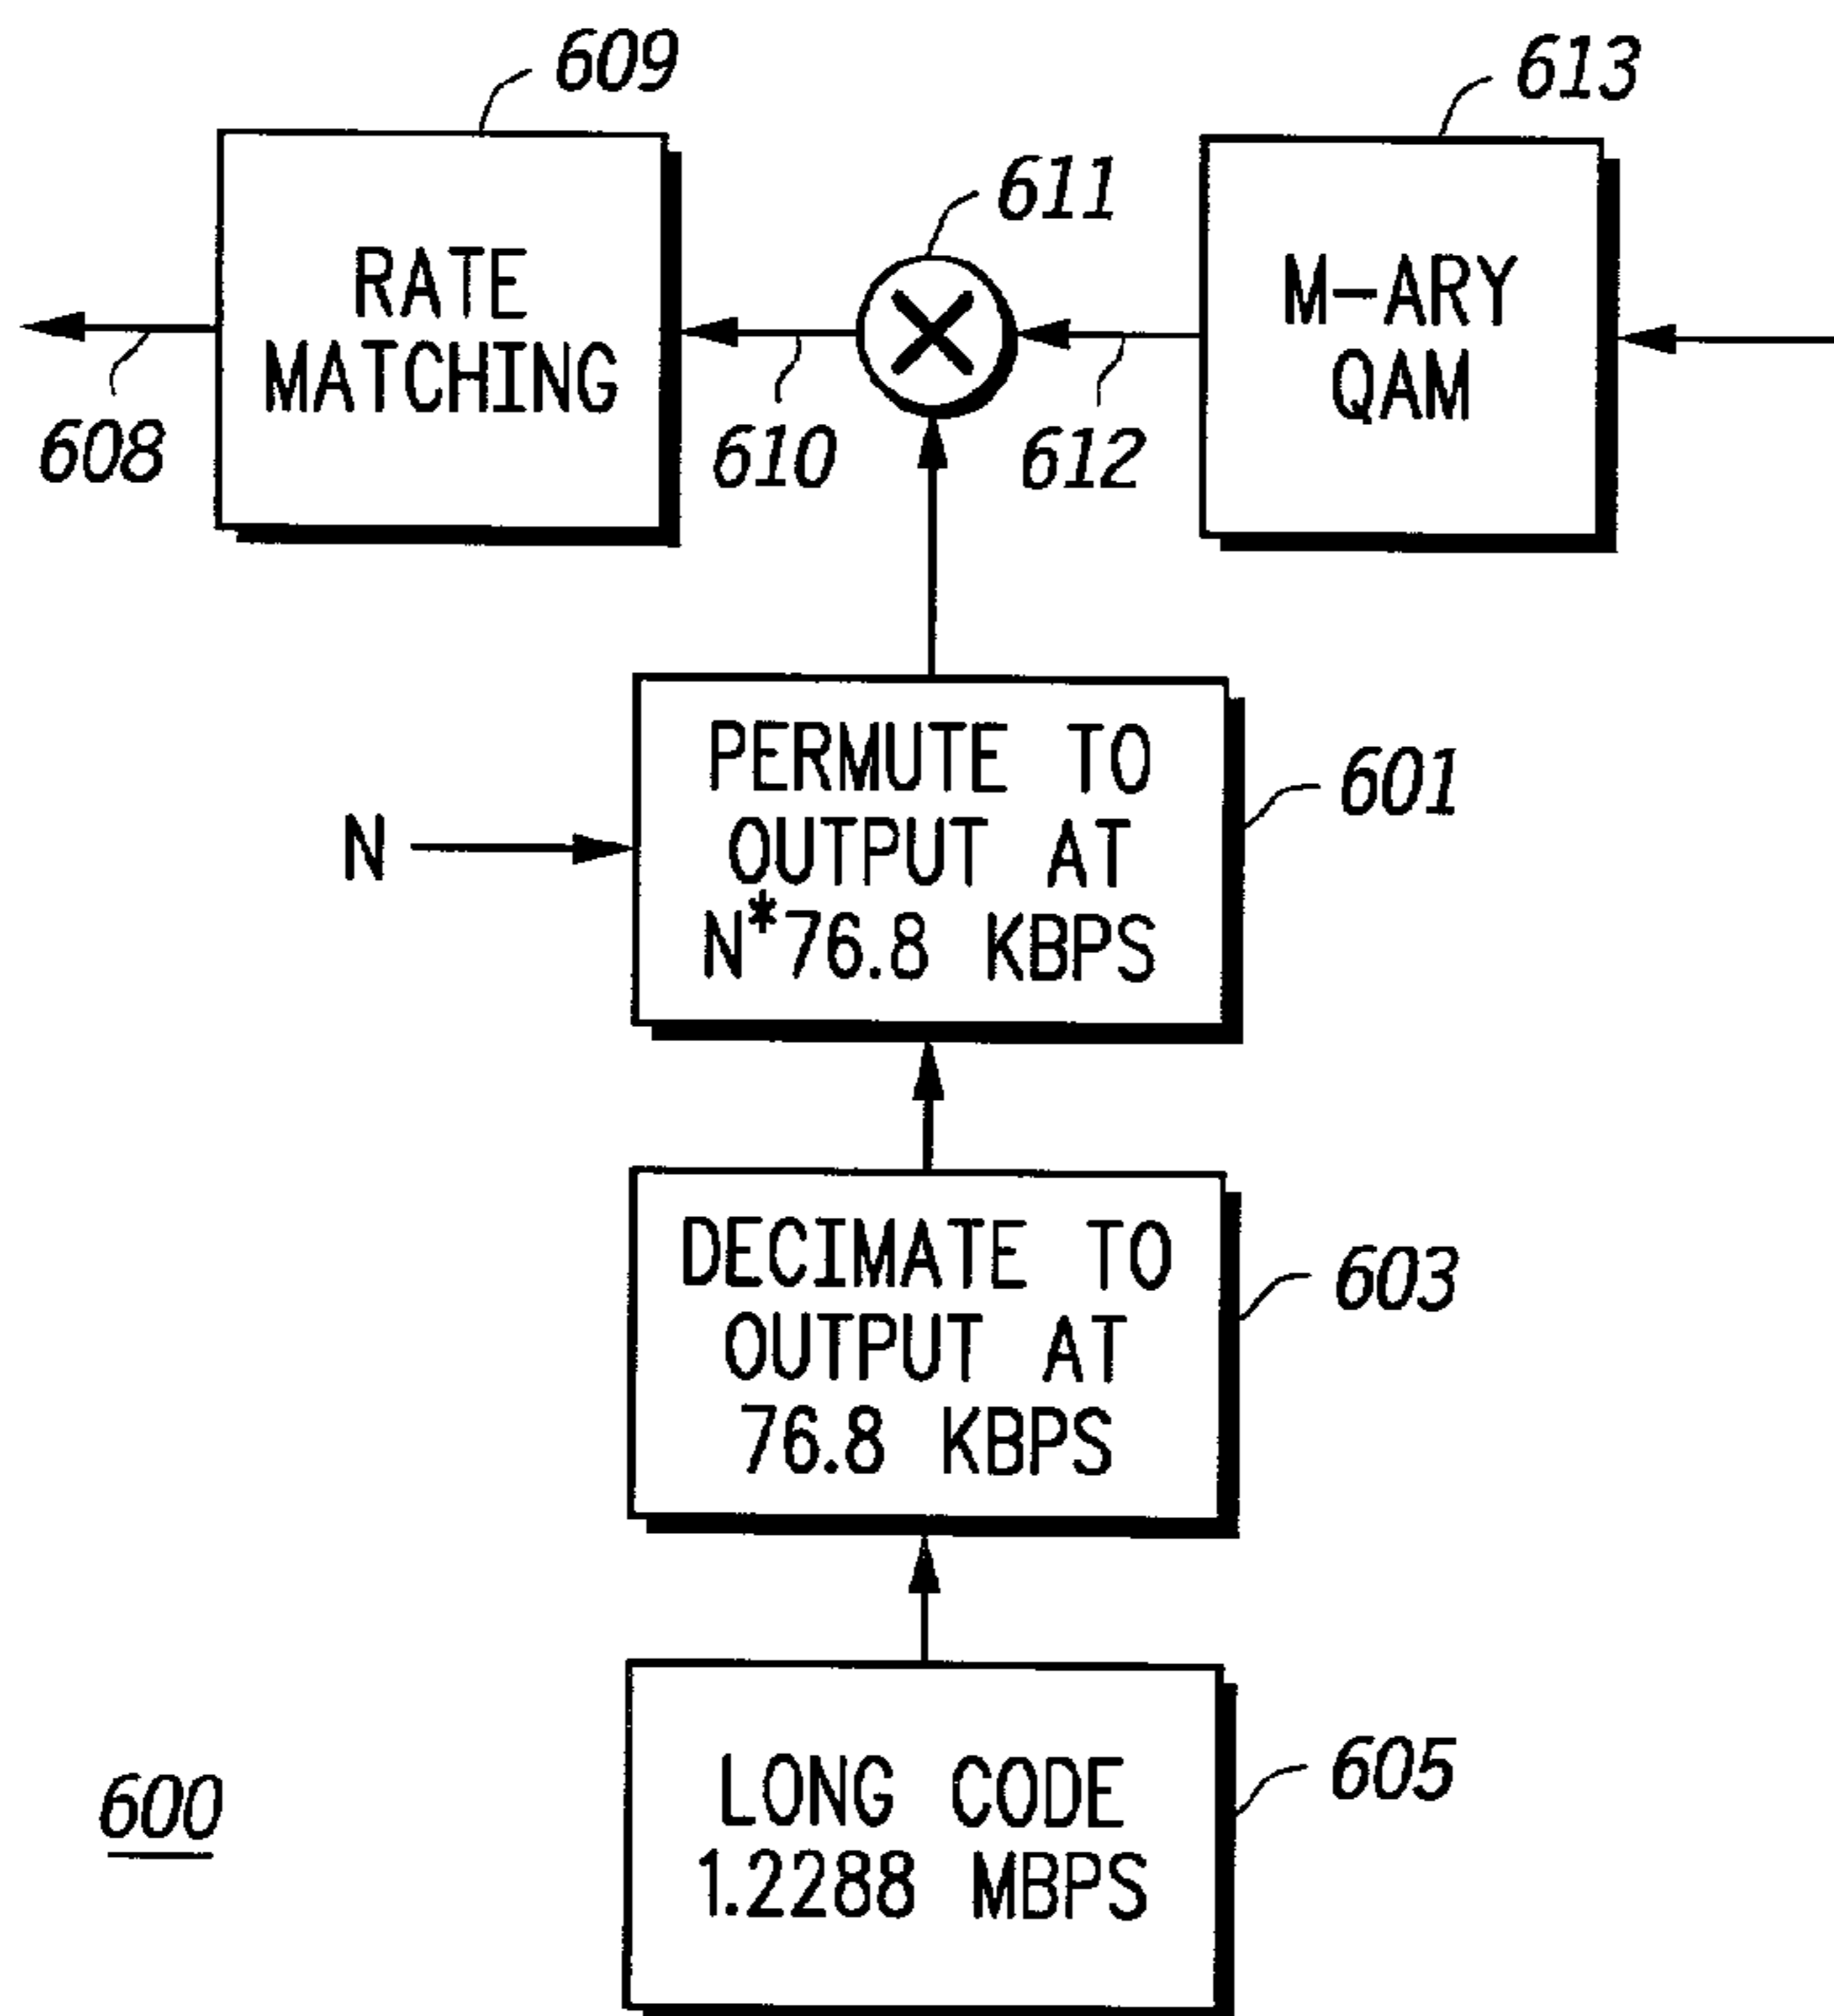 609
613
611
RATE
MATCHING
M-ARY
QAM
608
610
612
PERMUTE TO
OUTPUT AT
N*76.8 KBPS
601
N
DECIMATE TO
OUTPUT AT
76.8 KBPS
603
LONG CODE
1.2288 MBPS
605
600